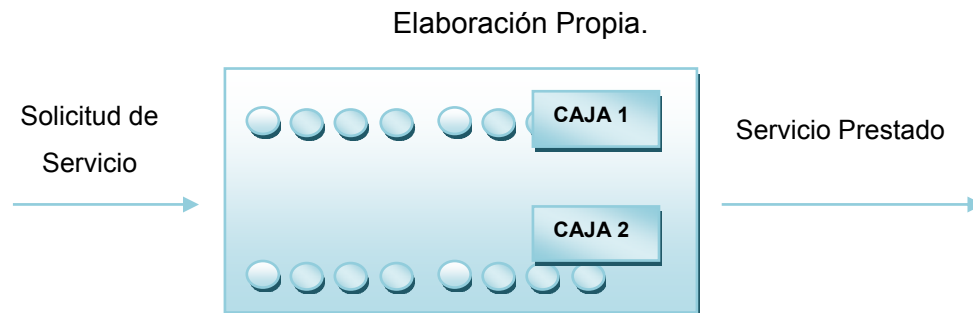 Elaboración Propia.
Solicitud de
Servicio
CAJA 1
Servicio Prestado
CAJA 2